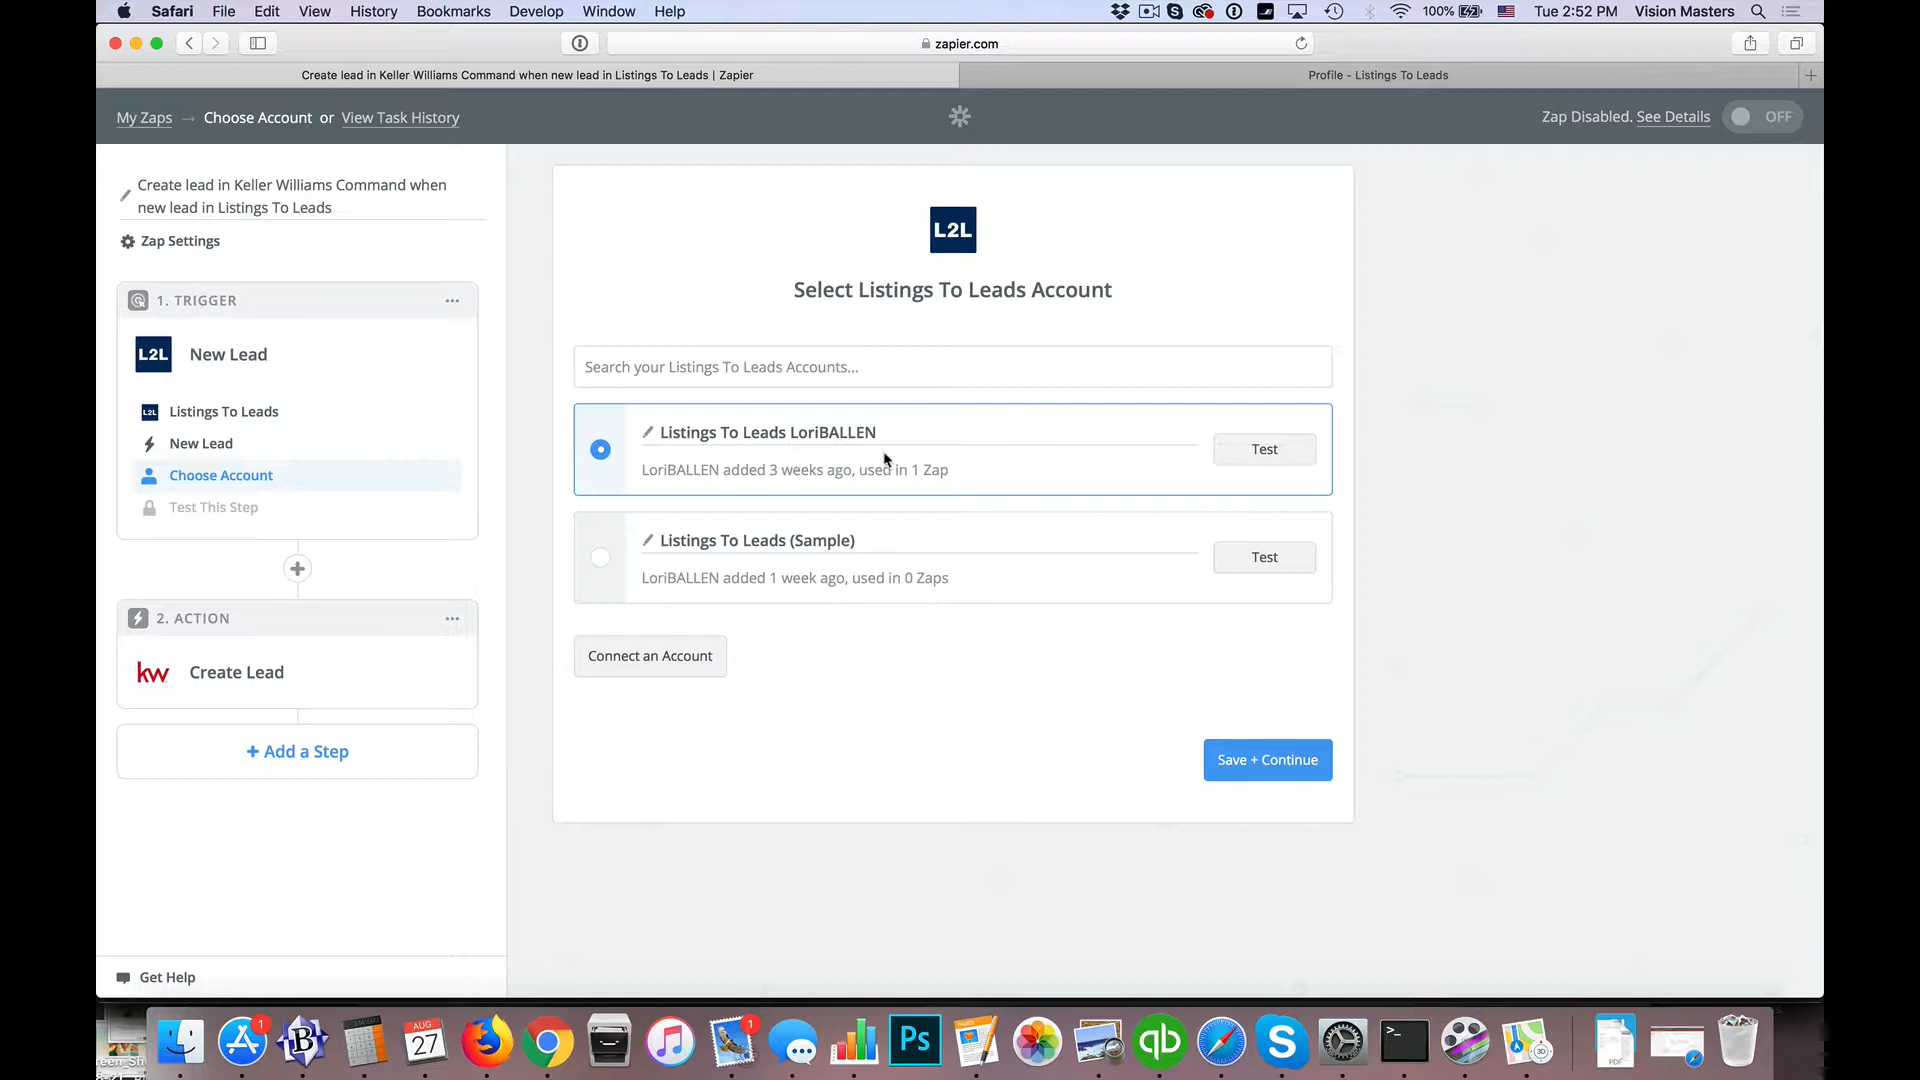 Safari File Edit View History Bookmarks Develop Window Help 100% Tue 2:52 PM Vision Masters
zapier.com
Create lead in Keller Williams Command when new lead in Listings To Leads | Zapier
Profile - Listings To Leads
My Zaps → Choose Account or View Task History
Zap Disabled. See Details OFF
Create lead in Keller Williams Command when
new lead in Listings To Leads
Zap Settings
1. TRIGGER
L2L New Lead
L2L Listings To Leads
New Lead
Choose Account
Test This Step
2. ACTION
kw Create Lead
+ Add a Step
Get Help
L2L
Select Listings To Leads Account
Search your Listings To Leads Accounts...
Listings To Leads LoriBALLEN
LoriBALLEN added 3 weeks ago, used in 1 Zap
Test
Listings To Leads (Sample)
LoriBALLEN added 1 week ago, used in 0 Zaps
Test
Connect an Account
Save + Continue
1
B
AUG
27
1
Ps
qb
S
>_
3D
PDF